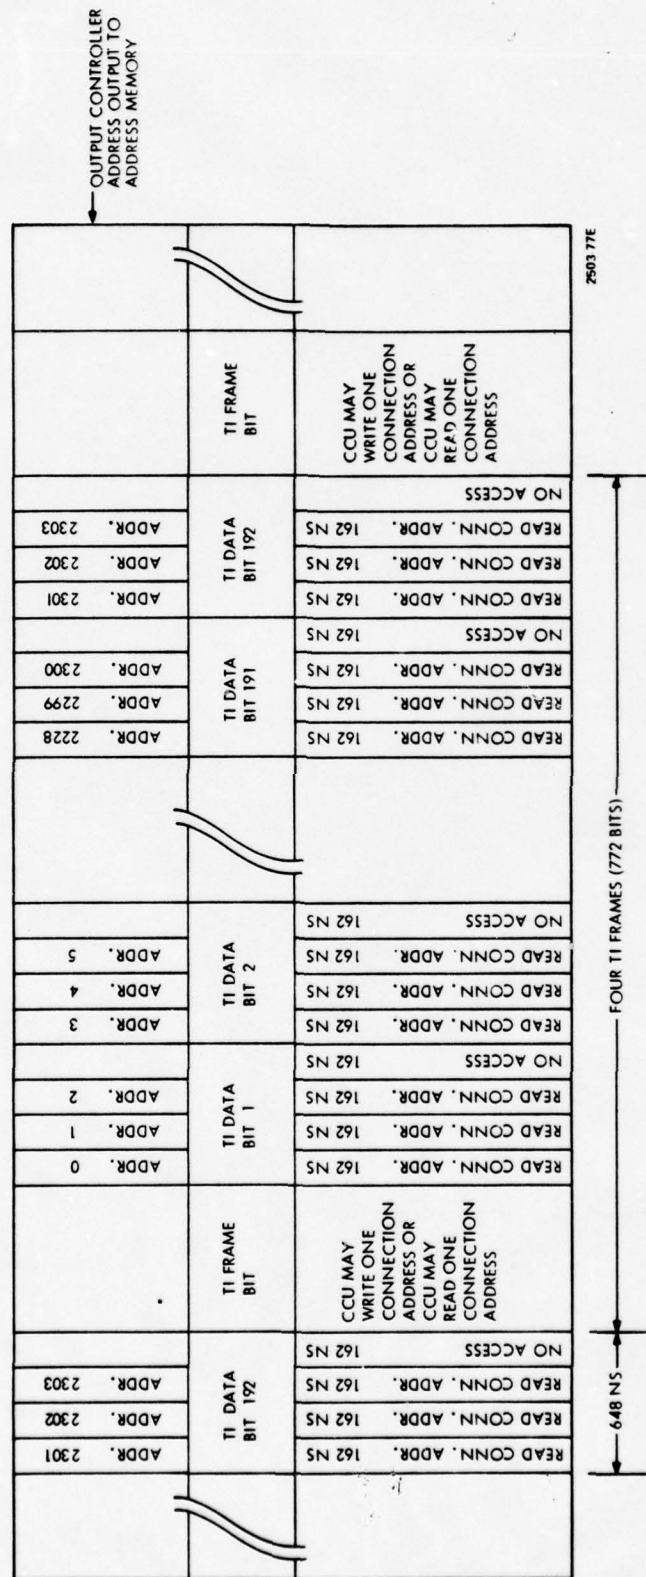 OUTPUT CONTROLLER
ADDRESS OUTPUT TO
ADDRESS MEMORY
ADDR. 2301
ADDR. 2302
ADDR. 2303
ADDR. 0
ADDR. 1
ADDR. 2
ADDR. 3
ADDR. 4
ADDR. 5
ADDR. 2228
ADDR. 2299
ADDR. 2300
ADDR. 2301
ADDR. 2302
ADDR. 2303
TI DATA
BIT 192
TI FRAME
BIT
TI DATA
BIT 1
TI DATA
BIT 2
TI DATA
BIT 191
TI DATA
BIT 192
TI FRAME
BIT
READ CONN. ADDR. 162 NS
READ CONN. ADDR. 162 NS
READ CONN. ADDR. 162 NS
NO ACCESS 162 NS
CCU MAY
WRITE ONE
CONNECTION
ADDRESS OR
CCU MAY
READ ONE
CONNECTION
ADDRESS
READ CONN. ADDR. 162 NS
READ CONN. ADDR. 162 NS
READ CONN. ADDR. 162 NS
NO ACCESS 162 NS
READ CONN. ADDR. 162 NS
READ CONN. ADDR. 162 NS
READ CONN. ADDR. 162 NS
NO ACCESS 162 NS
READ CONN. ADDR. 162 NS
READ CONN. ADDR. 162 NS
READ CONN. ADDR. 162 NS
NO ACCESS 162 NS
READ CONN. ADDR. 162 NS
READ CONN. ADDR. 162 NS
READ CONN. ADDR. 162 NS
NO ACCESS
CCU MAY
WRITE ONE
CONNECTION
ADDRESS OR
CCU MAY
READ ONE
CONNECTION
ADDRESS
2503 77E
648 NS
FOUR TI FRAMES (772 BITS)